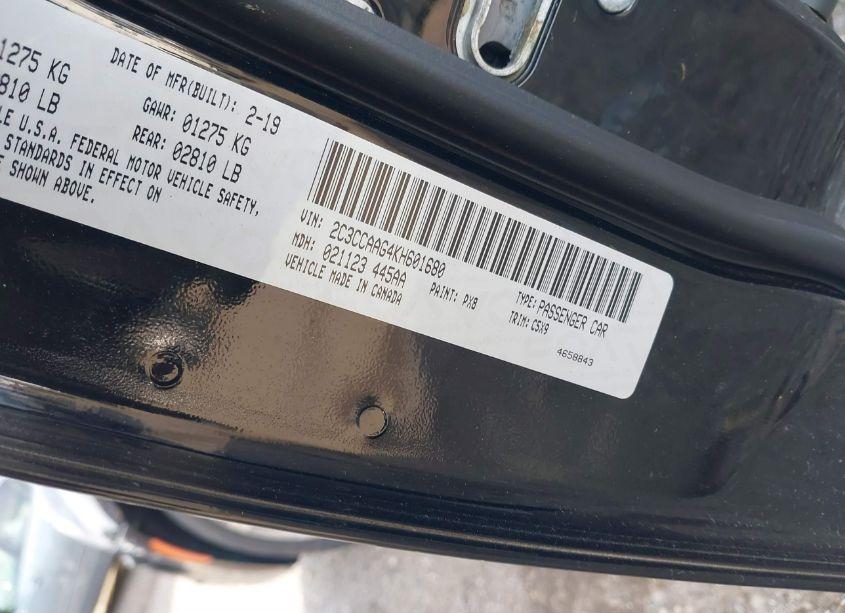 DATE OF MFR(BUILT): 2-19
1275 KG
GAWR: 01275 KG
810 LB
REAR: 02810 LB
LE U.S.A. FEDERAL MOTOR VEHICLE SAFETY,
STANDARDS IN EFFECT ON
E SHOWN ABOVE.
VIN: 2C3CCAAG4KH601680
MDH: 021123 445AA
VEHICLE MADE IN CANADA
PAINT: PX8
TYPE: PASSENGER CAR
TRIM: C5X9
4658843